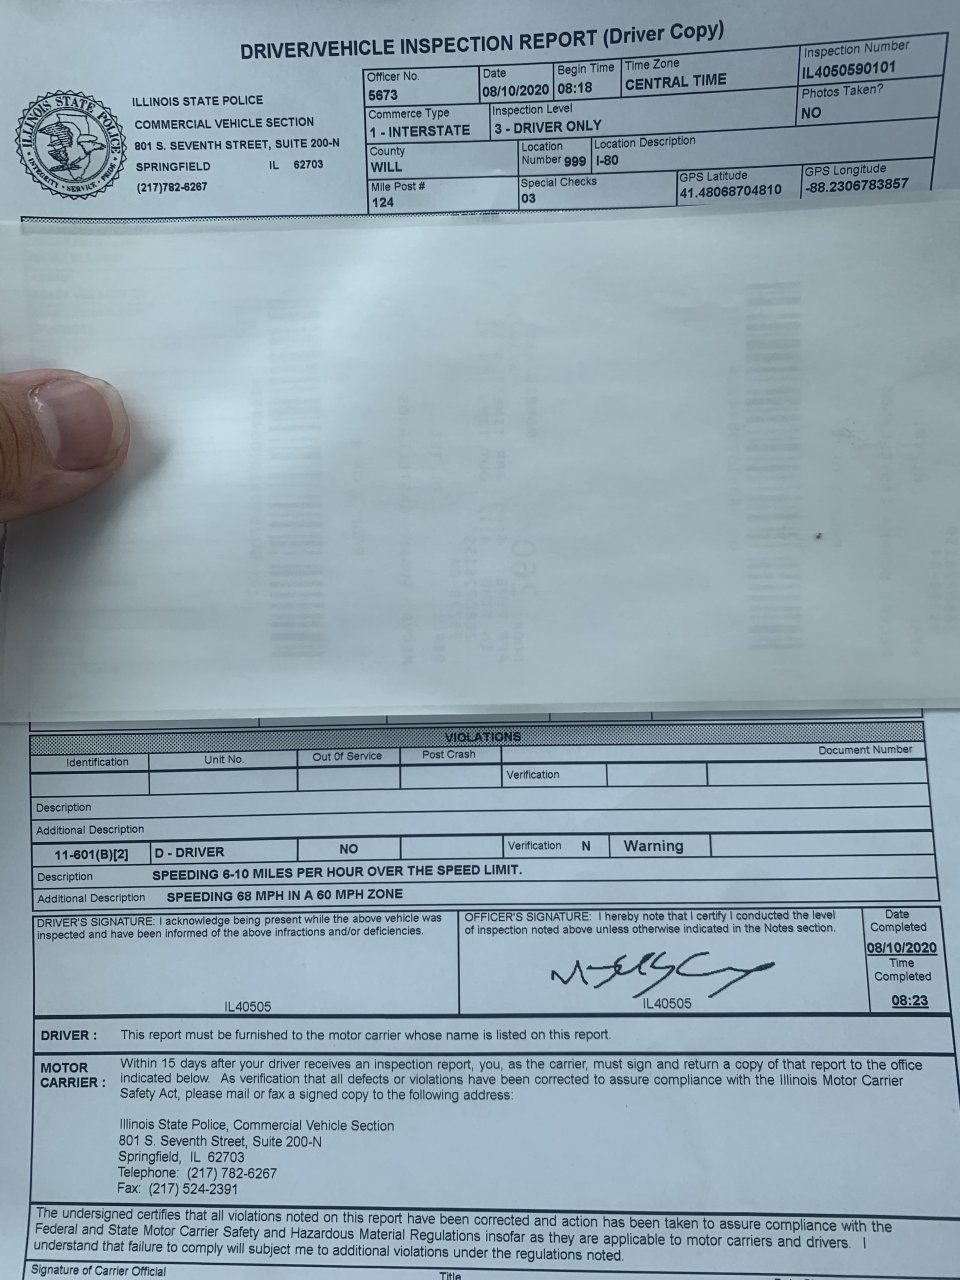 DRIVER/VEHICLE INSPECTION REPORT (Driver Copy)
ILLINOIS STATE POLICE
INTEGRITY • SERVICE • PRIDE
ILLINOIS STATE POLICE
COMMERCIAL VEHICLE SECTION
801 S. SEVENTH STREET, SUITE 200-N
SPRINGFIELD IL 62703
(217)782-6267
Officer No. Date Begin Time Time Zone Inspection Number
5673 08/10/2020 08:18 CENTRAL TIME IL4050590101
Commerce Type Inspection Level Photos Taken?
1 - INTERSTATE 3 - DRIVER ONLY NO
County Location Location Description
WILL Number 999 I-80
Mile Post # Special Checks GPS Latitude GPS Longitude
124 03 41.48068704810 -88.2306783857
VIOLATIONS
Identification Unit No. Out Of Service Post Crash Document Number
Verification
Description
Additional Description
11-601(B)[2] D - DRIVER NO Verification N Warning
Description SPEEDING 6-10 MILES PER HOUR OVER THE SPEED LIMIT.
Additional Description SPEEDING 68 MPH IN A 60 MPH ZONE
DRIVER'S SIGNATURE: I acknowledge being present while the above vehicle was
inspected and have been informed of the above infractions and/or deficiencies.
IL40505
OFFICER'S SIGNATURE: I hereby note that I certify I conducted the level
of inspection noted above unless otherwise indicated in the Notes section.
IL40505
Date
Completed
08/10/2020
Time
Completed
08:23
DRIVER : This report must be furnished to the motor carrier whose name is listed on this report.
MOTOR CARRIER : Within 15 days after your driver receives an inspection report, you, as the carrier, must sign and return a copy of that report to the office
indicated below. As verification that all defects or violations have been corrected to assure compliance with the Illinois Motor Carrier
Safety Act, please mail or fax a signed copy to the following address:
Illinois State Police, Commercial Vehicle Section
801 S. Seventh Street, Suite 200-N
Springfield, IL 62703
Telephone: (217) 782-6267
Fax: (217) 524-2391
The undersigned certifies that all violations noted on this report have been corrected and action has been taken to assure compliance with the
Federal and State Motor Carrier Safety and Hazardous Material Regulations insofar as they are applicable to motor carriers and drivers. I
understand that failure to comply will subject me to additional violations under the regulations noted.
Signature of Carrier Official Title